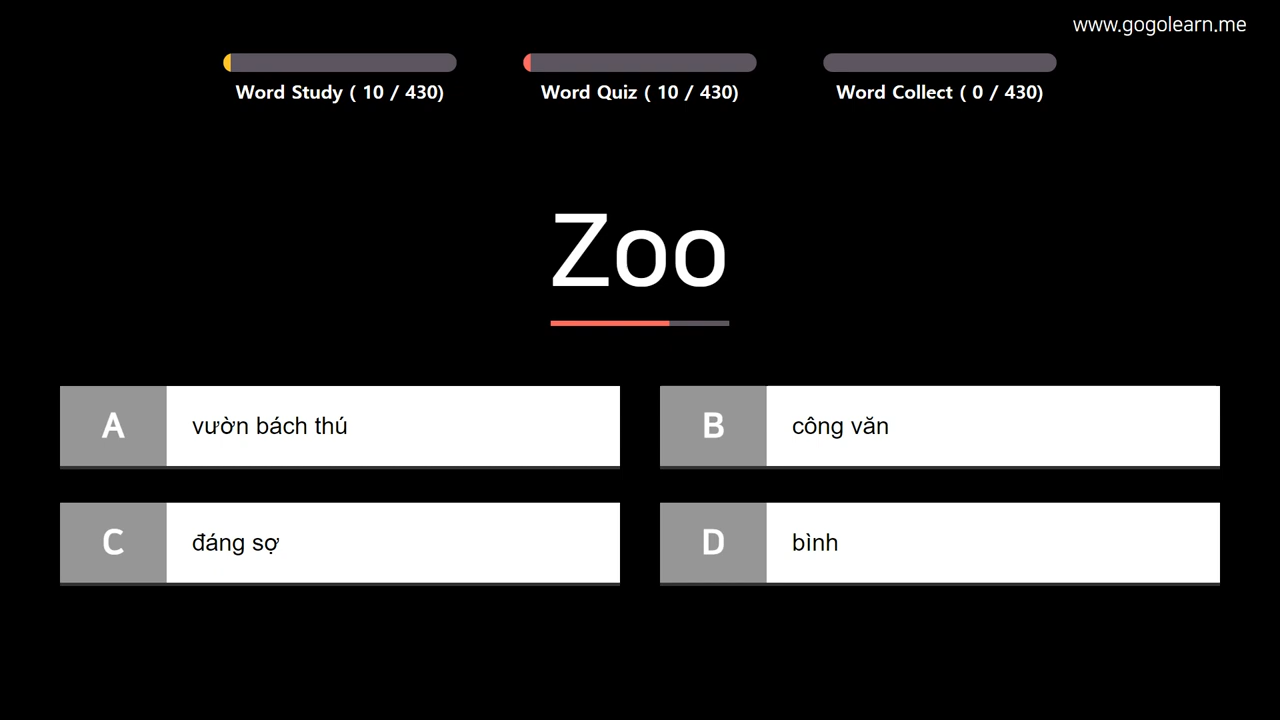 www.gogolearn.me
Word Study ( 10 / 430)
Word Quiz ( 10 / 430)
Word Collect ( 0 / 430)
Zoo
A
vườn bách thú
B
công văn
C
đáng sợ
D
bình